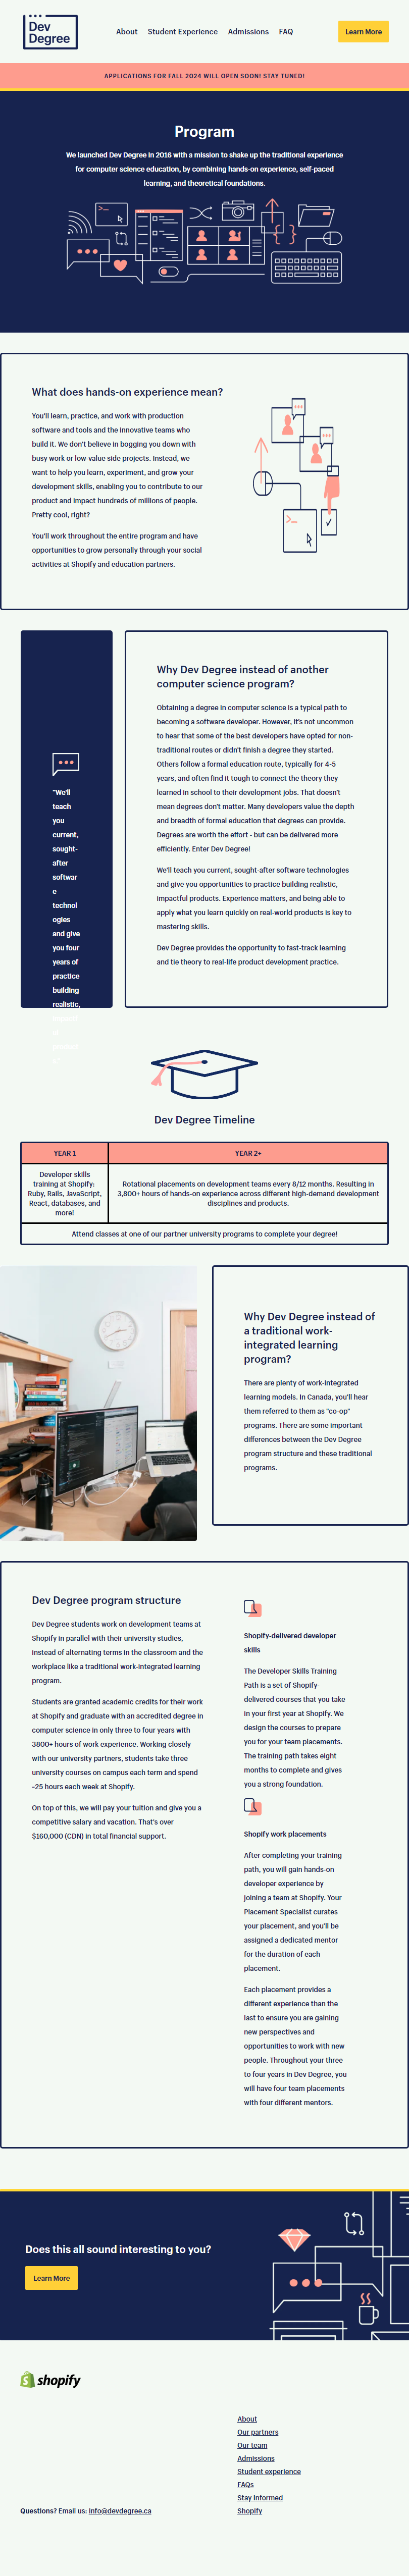 Dev
Degree
About Student Experience Admissions FAQ
Learn More
APPLICATIONS FOR FALL 2024 WILL OPEN SOON! STAY TUNED!
Program
We launched Dev Degree in 2016 with a mission to shake up the traditional experience
for computer science education, by combining hands-on experience, self-paced
learning, and theoretical foundations.
What does hands-on experience mean?
You'll learn, practice, and work with production
software and tools and the innovative teams who
build it. We don't believe in bogging you down with
busy work or low-value side projects. Instead, we
want to help you learn, experiment, and grow your
development skills, enabling you to contribute to our
product and impact hundreds of millions of people.
Pretty cool, right?
You'll work throughout the entire program and have
opportunities to grow personally through your social
activities at Shopify and education partners.
"We'll
teach
you
current,
sought-
after
softwar
e
technol
ogies
and give
you four
years of
practice
building
realistic,
Why Dev Degree instead of another
computer science program?
Obtaining a degree in computer science is a typical path to
becoming a software developer. However, it's not uncommon
to hear that some of the best developers have opted for non-
traditional routes or didn't finish a degree they started.
Others follow a formal education route, typically for 4-5
years, and often find it tough to connect the theory they
learned in school to their development jobs. That doesn't
mean degrees don't matter. Many developers value the depth
and breadth of formal education that degrees can provide.
Degrees are worth the effort - but can be delivered more
efficiently. Enter Dev Degree!
We'll teach you current, sought-after software technologies
and give you opportunities to practice building realistic,
impactful products. Experience matters, and being able to
apply what you learn quickly on real-world products is key to
mastering skills.
Dev Degree provides the opportunity to fast-track learning
and tie theory to real-life product development practice.
Dev Degree Timeline
YEAR 1
YEAR 2+
Developer skills
training at Shopify:
Ruby, Rails, JavaScript,
React, databases, and
more!
Rotational placements on development teams every 8/12 months. Resulting in
3,800+ hours of hands-on experience across different high-demand development
disciplines and products.
Attend classes at one of our partner university programs to complete your degree!
Why Dev Degree instead of
a traditional work-
integrated learning
program?
There are plenty of work-integrated
learning models. In Canada, you'll hear
them referred to them as "co-op"
programs. There are some important
differences between the Dev Degree
program structure and these traditional
programs.
Dev Degree program structure
Dev Degree students work on development teams at
Shopify in parallel with their university studies,
instead of alternating terms in the classroom and the
workplace like a traditional work-integrated learning
program.
Students are granted academic credits for their work
at Shopify and graduate with an accredited degree in
computer science in only three to four years with
3800+ hours of work experience. Working closely
with our university partners, students take three
university courses on campus each term and spend
~25 hours each week at Shopify.
On top of this, we will pay your tuition and give you a
competitive salary and vacation. That's over
$160,000 (CDN) in total financial support.
Shopify-delivered developer
skills
The Developer Skills Training
Path is a set of Shopify-
delivered courses that you take
in your first year at Shopify. We
design the courses to prepare
you for your team placements.
The training path takes eight
months to complete and gives
you a strong foundation.
Shopify work placements
After completing your training
path, you will gain hands-on
developer experience by
joining a team at Shopify. Your
Placement Specialist curates
your placement, and you'll be
assigned a dedicated mentor
for the duration of each
placement.
Each placement provides a
different experience than the
last to ensure you are gaining
new perspectives and
opportunities to work with new
people. Throughout your three
to four years in Dev Degree, you
will have four team placements
with four different mentors.
Does this all sound interesting to you?
Learn More
shopify
Questions? Email us: info@devdegree.ca
About
Our partners
Our team
Admissions
Student experience
FAQs
Stay Informed
Shopify